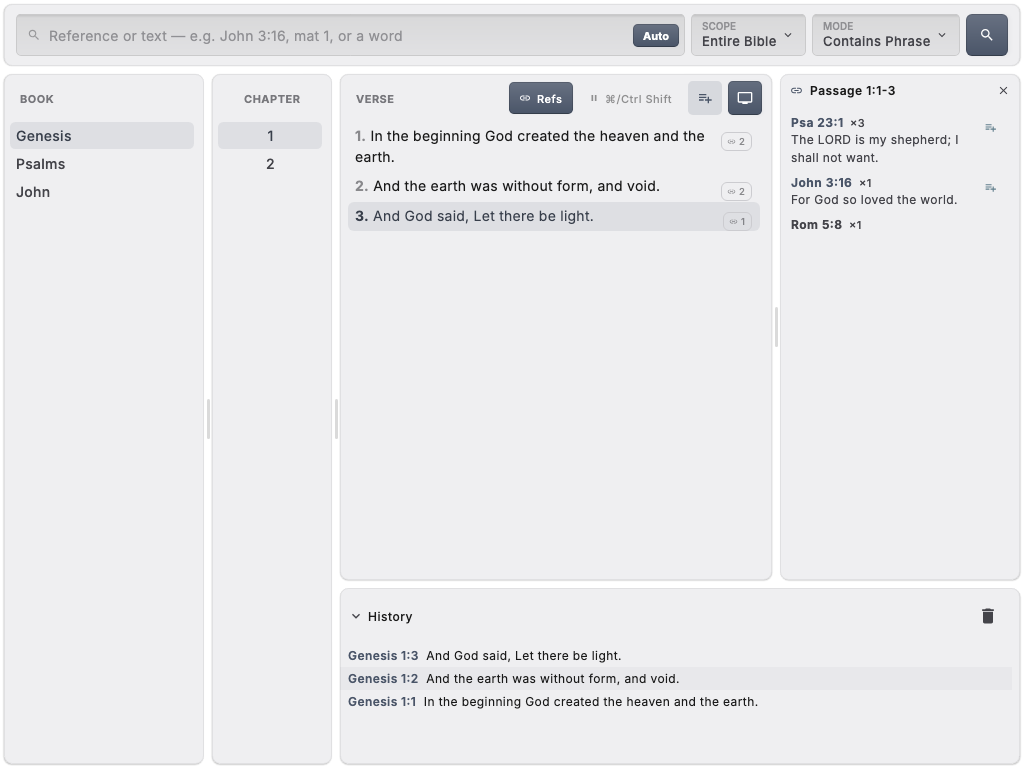 Reference or text — e.g. John 3:16, mat 1, or a word
Auto
SCOPE
Entire Bible
MODE
Contains Phrase
BOOK
Genesis
Psalms
John
CHAPTER
1
2
VERSE
Refs
⌘/Ctrl Shift
1. In the beginning God created the heaven and the
earth.
2
2. And the earth was without form, and void.
2
3. And God said, Let there be light.
1
Passage 1:1-3
Psa 23:1 ×3
The LORD is my shepherd; I
shall not want.
John 3:16 ×1
For God so loved the world.
Rom 5:8 ×1
History
Genesis 1:3 And God said, Let there be light.
Genesis 1:2 And the earth was without form, and void.
Genesis 1:1 In the beginning God created the heaven and the earth.